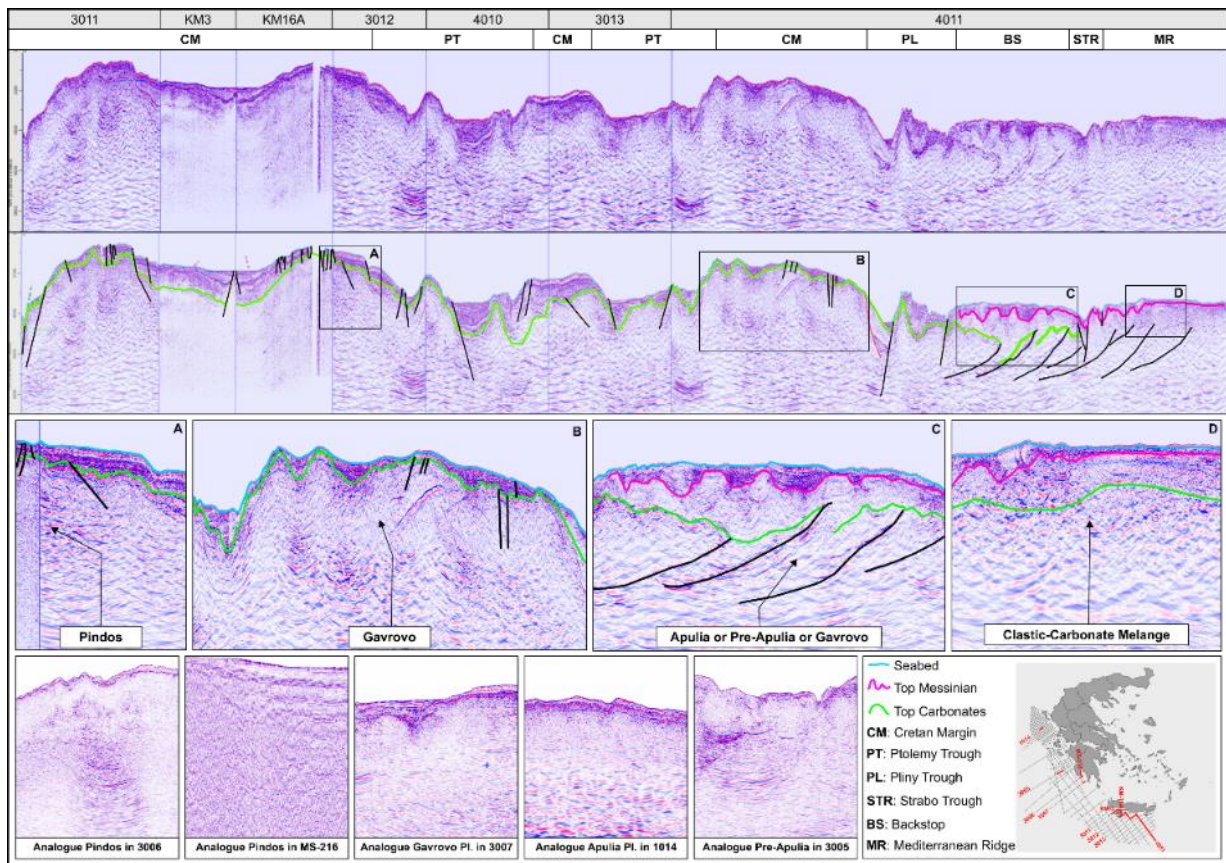 3011 KM3 KM16A 3012 4010 3013 4011
CM PT CM PT CM PL BS STR MR
A B C D
A B C D
Pindos Gavrovo Apulia or Pre-Apulia or Gavrovo Clastic-Carbonate Melange
Seabed
Top Messinian
Top Carbonates
CM: Cretan Margin
PT: Ptolemy Trough
PL: Pliny Trough
STR: Strabo Trough
BS: Backstop
MR: Mediterranean Ridge
Analogue Pindos in 3006 Analogue Pindos in MS-216 Analogue Gavrovo Pl. in 3007 Analogue Apulia Pl. in 1014 Analogue Pre-Apulia in 3005